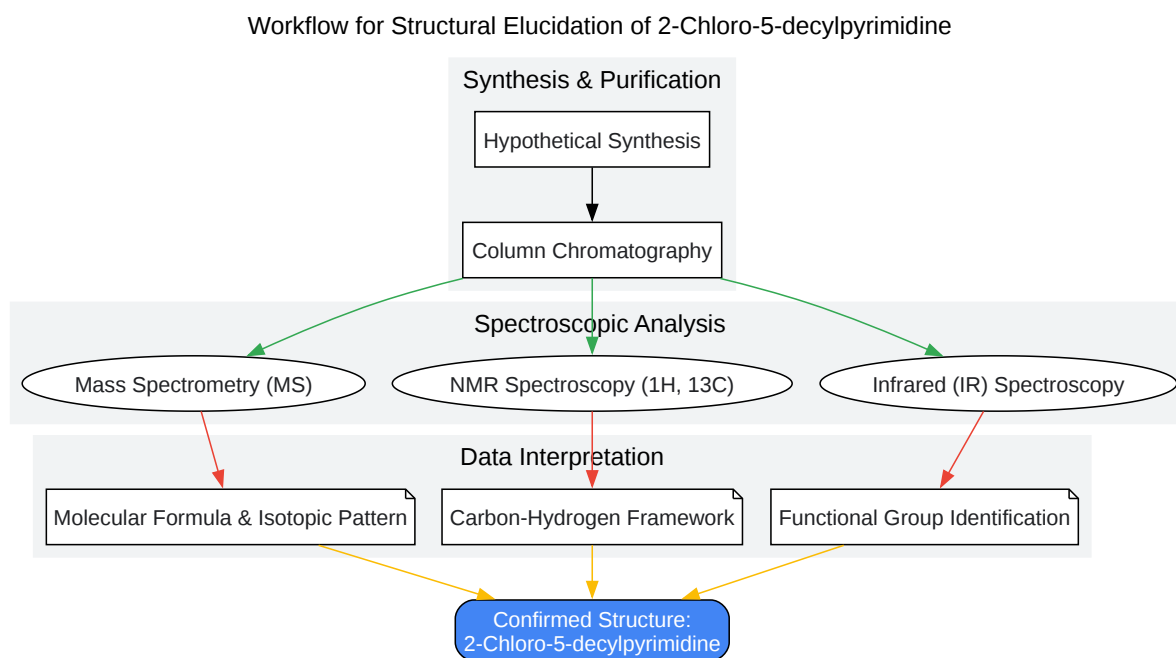 Workflow for Structural Elucidation of 2-Chloro-5-decylpyrimidine
Synthesis & Purification
Hypothetical Synthesis
Column Chromatography
Spectroscopic Analysis
Mass Spectrometry (MS)
NMR Spectroscopy (1H, 13C)
Infrared (IR) Spectroscopy
Data Interpretation
Molecular Formula & Isotopic Pattern
Carbon-Hydrogen Framework
Functional Group Identification
Confirmed Structure:
2-Chloro-5-decylpyrimidine